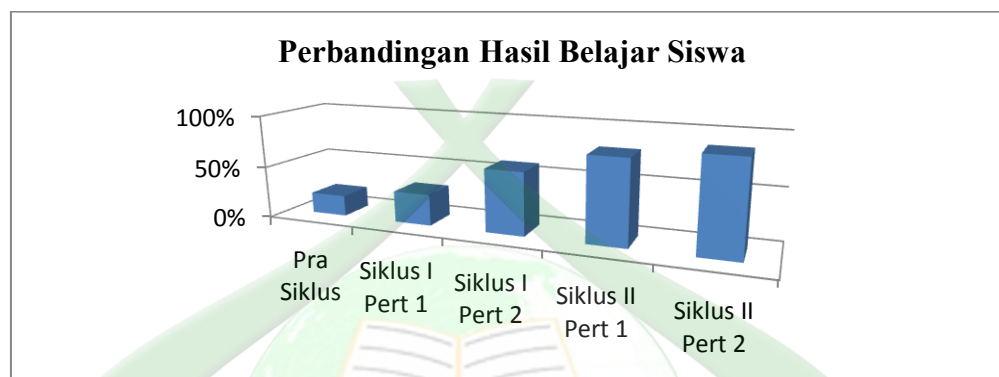 Perbandingan Hasil Belajar Siswa
100%
50%
0%
Pra
Siklus
Siklus I
Pert 1
Siklus I
Pert 2
Siklus II
Pert 1
Siklus II
Pert 2